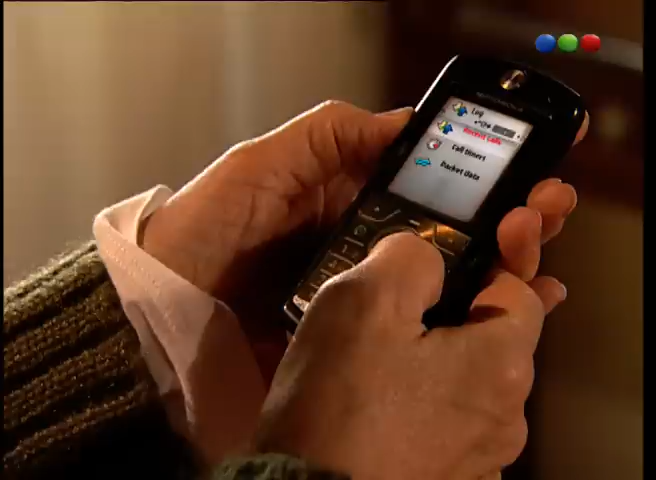 MOTOROLA
Log
Recent Calls
Call timers
Packet Data